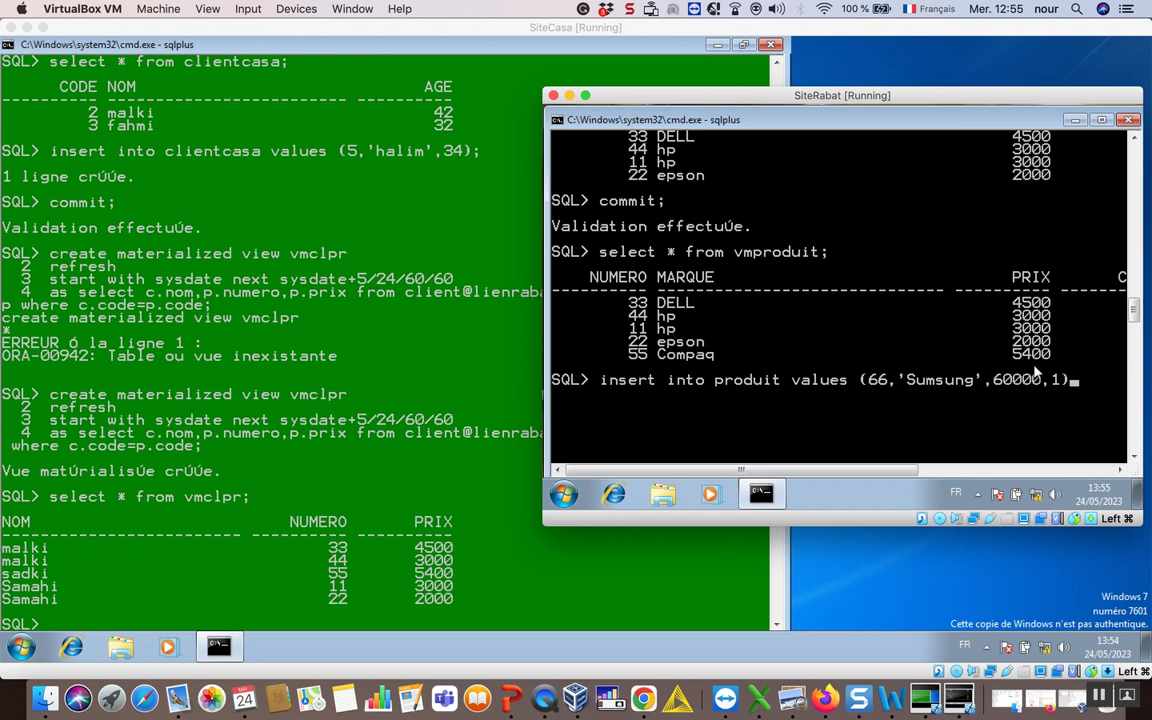 VirtualBox VM Machine View Input Devices Window Help 100 % Français Mer. 12:55 nour
SiteCasa [Running]
C:\Windows\system32\cmd.exe - sqlplus
SQL> select * from clientcasa;
CODE NOM AGE
2 malki 42
3 fahmi 32
SQL> insert into clientcasa values (5,'halim',34);
1 ligne crÚÚe.
SQL> commit;
Validation effectuÚe.
SQL> create materialized view vmclpr
2 refresh
3 start with sysdate next sysdate+5/24/60/60
4 as select c.nom,p.numero,p.prix from client@lienraba
p where c.code=p.code;
create materialized view vmclpr
*
ERREUR ó la ligne 1 :
ORA-00942: Table ou vue inexistante
SQL> create materialized view vmclpr
2 refresh
3 start with sysdate next sysdate+5/24/60/60
4 as select c.nom,p.numero,p.prix from client@lienraba
where c.code=p.code;
Vue matÚrialisÚe crÚÚe.
SQL> select * from vmclpr;
NOM NUMERO PRIX
malki 33 4500
malki 44 3000
sadki 55 5400
Samahi 11 3000
Samahi 22 2000
SQL>
SiteRabat [Running]
C:\Windows\system32\cmd.exe - sqlplus
33 DELL 4500
44 hp 3000
11 hp 3000
22 epson 2000
SQL> commit;
Validation effectuÚe.
SQL> select * from vmproduit;
NUMERO MARQUE PRIX C
33 DELL 4500
44 hp 3000
11 hp 3000
22 epson 2000
55 Compaq 5400
SQL> insert into produit values (66,'Sumsung',60000,1)
FR 13:55
24/05/2023
Left ⌘
Windows 7
numéro 7601
Cette copie de Windows n'est pas authentique.
FR 13:54
24/05/2023
Left ⌘